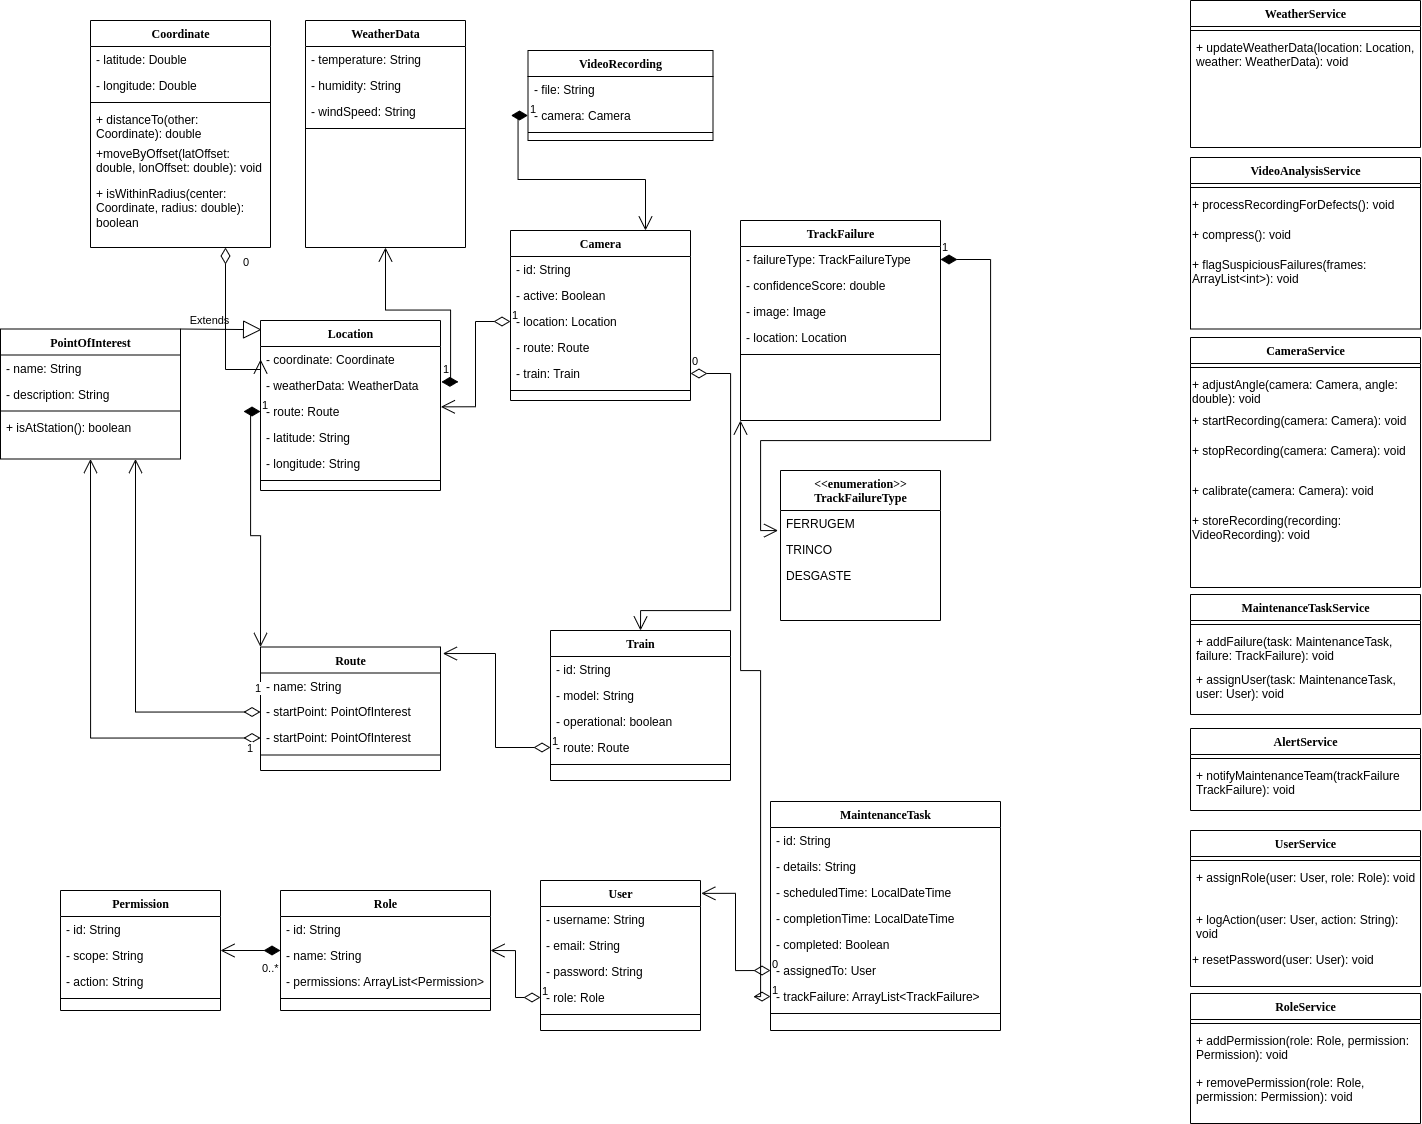 Coordinate
- latitude: Double
- longitude: Double
+ distanceTo(other:
Coordinate): double
+moveByOffset(latOffset:
double, lonOffset: double): void
+ isWithinRadius(center:
Coordinate, radius: double):
boolean
0
WeatherData
- temperature: String
- humidity: String
- windSpeed: String
VideoRecording
- file: String
1
- camera: Camera
Camera
- id: String
- active: Boolean
1
- location: Location
- route: Route
0
- train: Train
TrackFailure
1
- failureType: TrackFailureType
- confidenceScore: double
- image: Image
- location: Location
<<enumeration>>
TrackFailureType
FERRUGEM
TRINCO
DESGASTE
Extends
PointOfInterest
- name: String
- description: String
+ isAtStation(): boolean
Location
- coordinate: Coordinate
1
- weatherData: WeatherData
1
- route: Route
- latitude: String
- longitude: String
Route
1
- name: String
- startPoint: PointOfInterest
- startPoint: PointOfInterest
1
Train
- id: String
- model: String
- operational: boolean
1
- route: Route
MaintenanceTask
- id: String
- details: String
- scheduledTime: LocalDateTime
- completionTime: LocalDateTime
- completed: Boolean
0
- assignedTo: User
1
- trackFailure: ArrayList<TrackFailure>
Permission
- id: String
- scope: String
- action: String
Role
- id: String
- name: String
0..*
- permissions: ArrayList<Permission>
User
- username: String
- email: String
- password: String
1
- role: Role
WeatherService
+ updateWeatherData(location: Location,
weather: WeatherData): void
VideoAnalysisService
+ processRecordingForDefects(): void
+ compress(): void
+ flagSuspiciousFailures(frames:
ArrayList<int>): void
CameraService
+ adjustAngle(camera: Camera, angle:
double): void
+ startRecording(camera: Camera): void
+ stopRecording(camera: Camera): void
+ calibrate(camera: Camera): void
+ storeRecording(recording:
VideoRecording): void
MaintenanceTaskService
+ addFailure(task: MaintenanceTask,
failure: TrackFailure): void
+ assignUser(task: MaintenanceTask,
user: User): void
AlertService
+ notifyMaintenanceTeam(trackFailure
TrackFailure): void
UserService
+ assignRole(user: User, role: Role): void
+ logAction(user: User, action: String):
void
+ resetPassword(user: User): void
RoleService
+ addPermission(role: Role, permission:
Permission): void
+ removePermission(role: Role,
permission: Permission): void